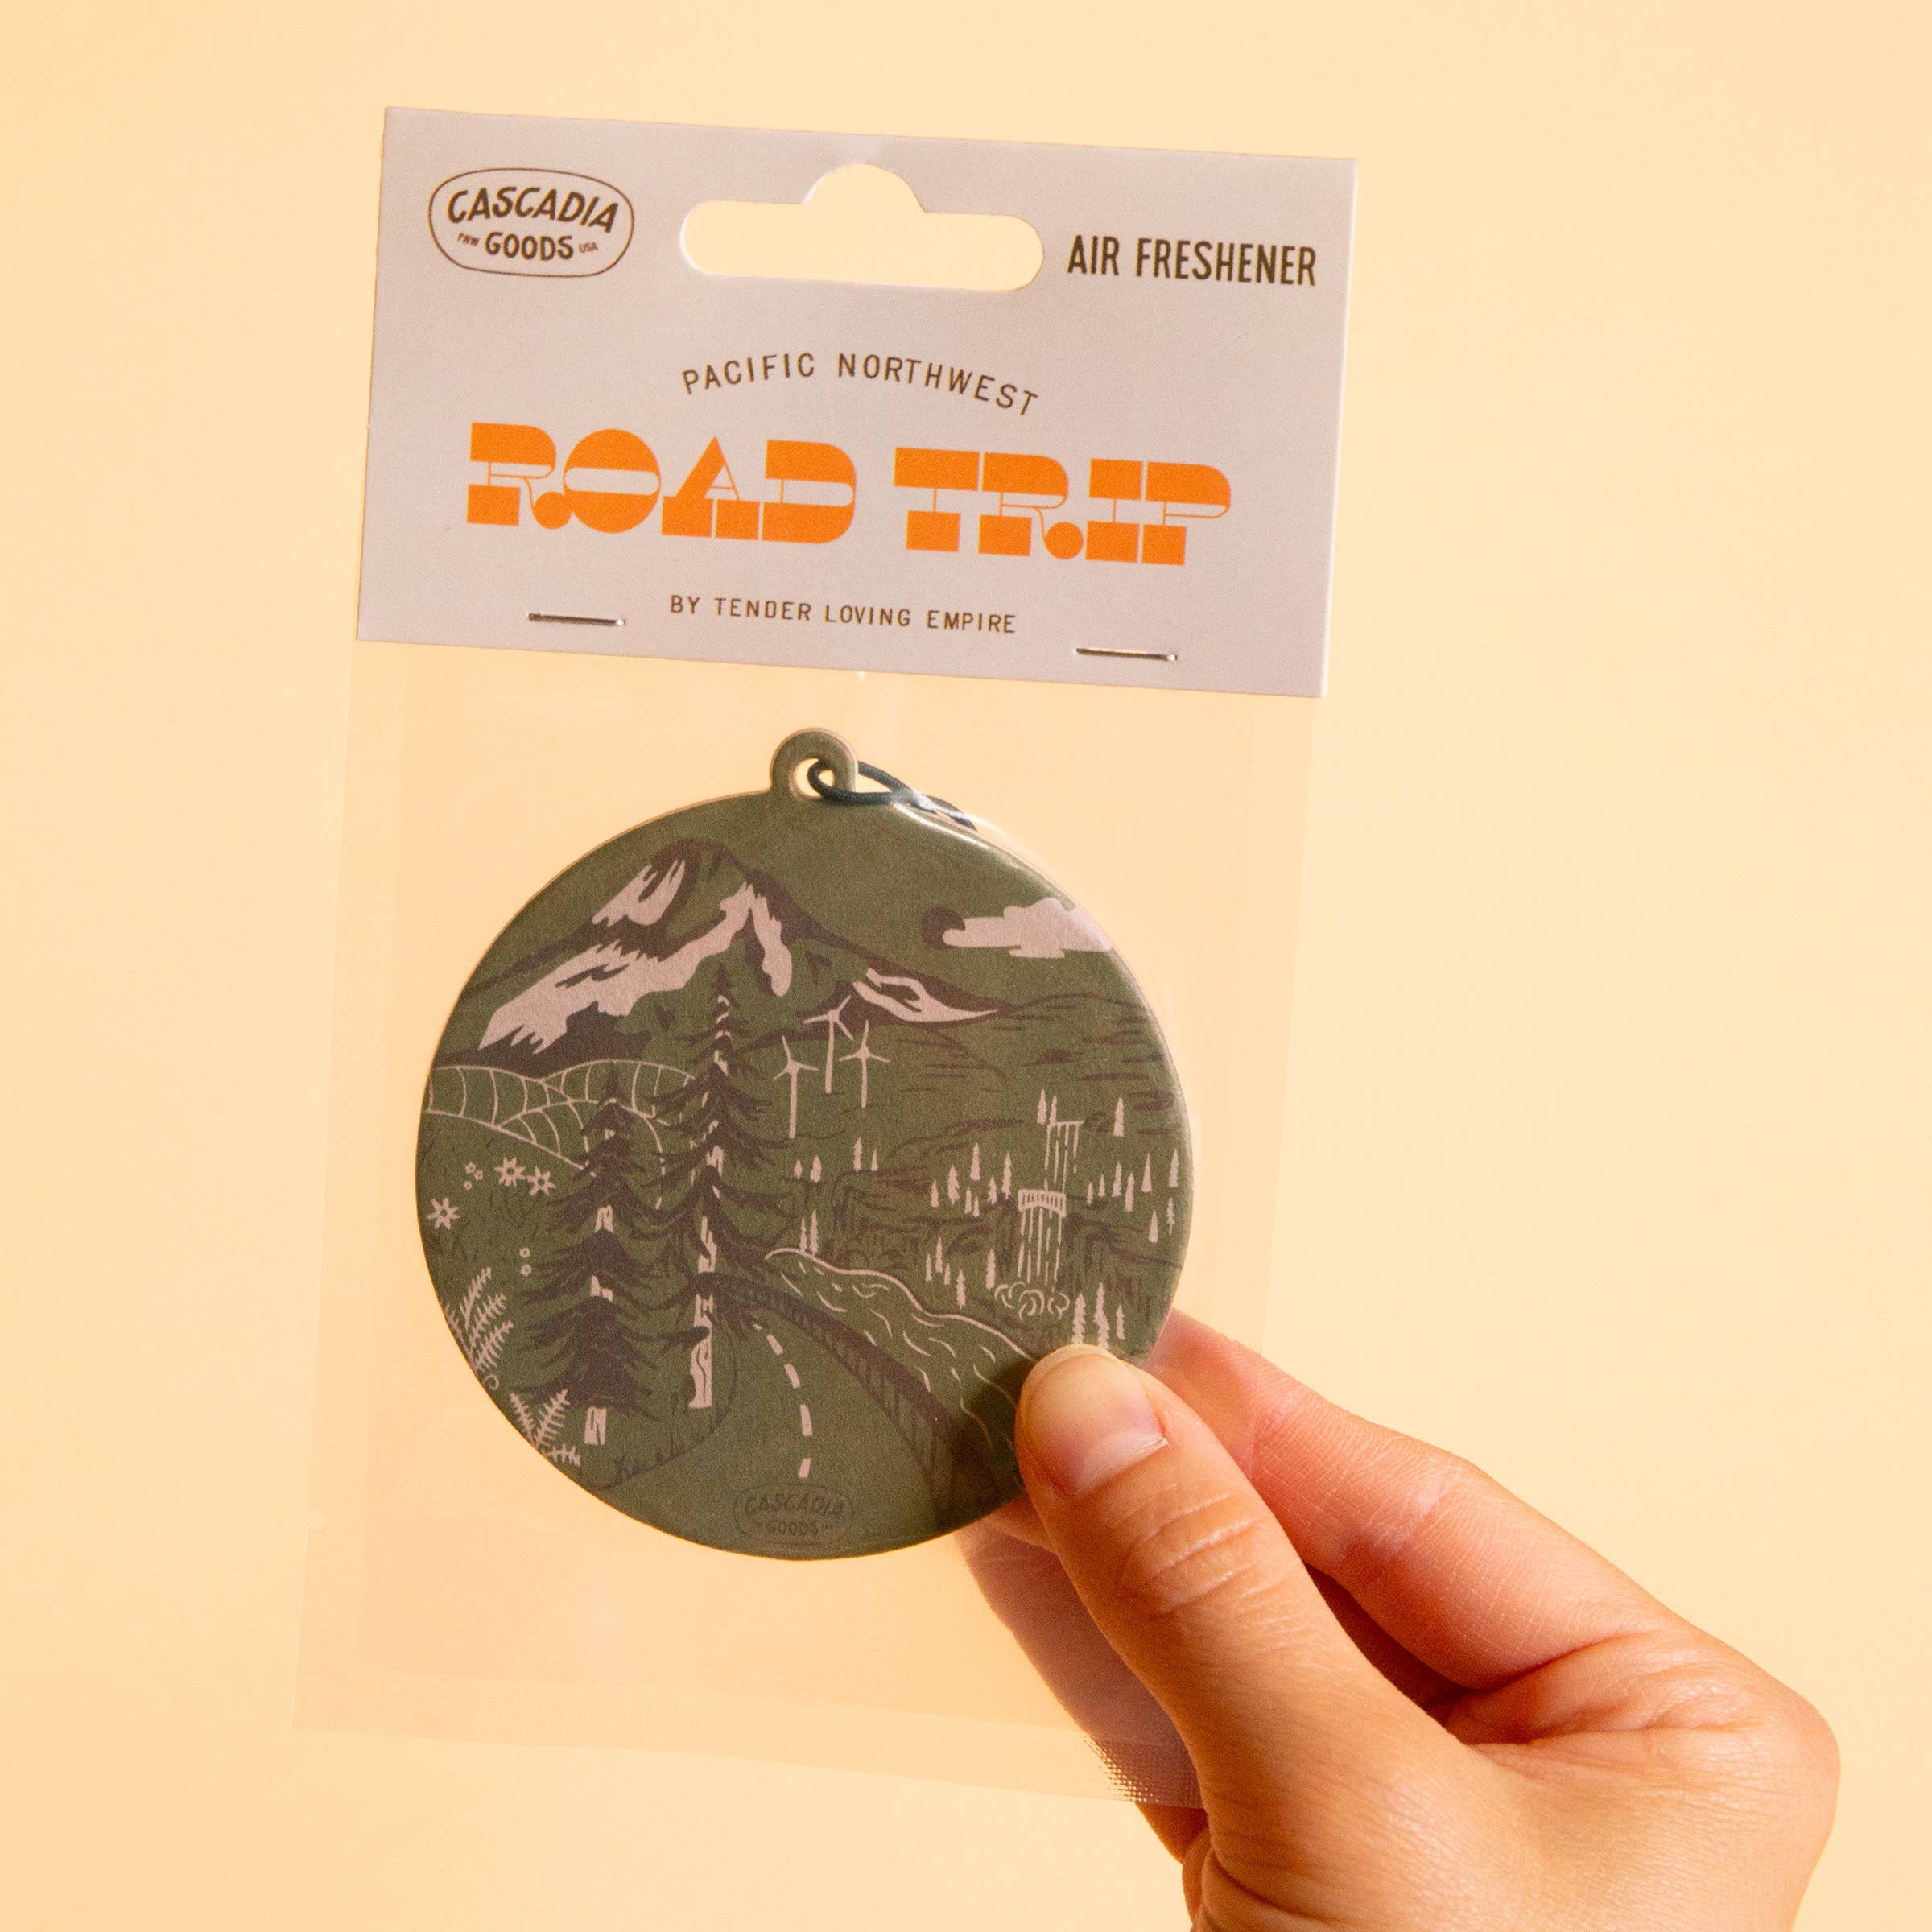 CASCADIA
PNW GOODS USA
AIR FRESHENER
PACIFIC NORTHWEST
ROAD TRIP
BY TENDER LOVING EMPIRE
CASCADIA
GOODS